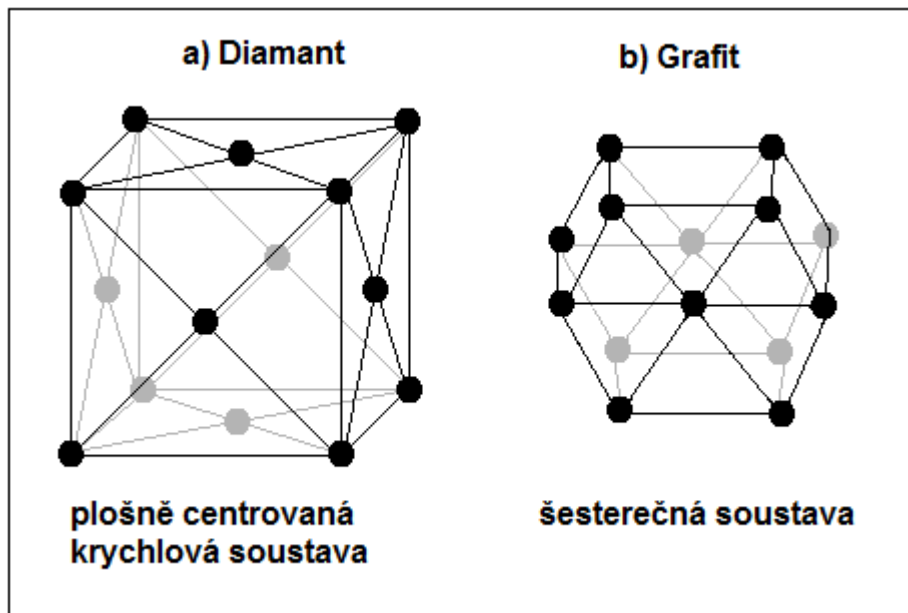 a) Diamant
b) Grafit
plošně centrovaná
krychlová soustava
šesterečná soustava